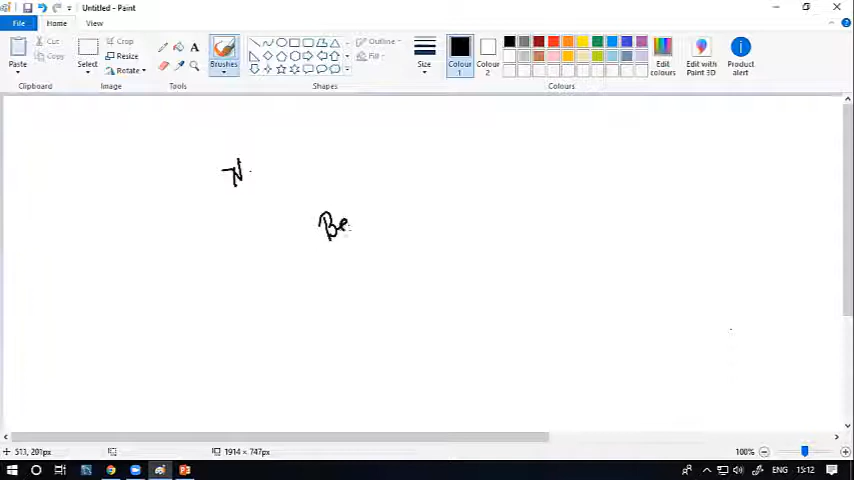 Untitled - Paint
File Home View
Paste
Cut
Copy
Clipboard
Select
Crop
Resize
Rotate
Image
A
Tools
Brushes
Shapes
Outline
Fill
Size
Colour 1
Colour 2
Edit colours
Edit with Paint 3D
Product alert
Colours
N
Be
513, 201px
1914 × 747px
100%
ENG
15:12